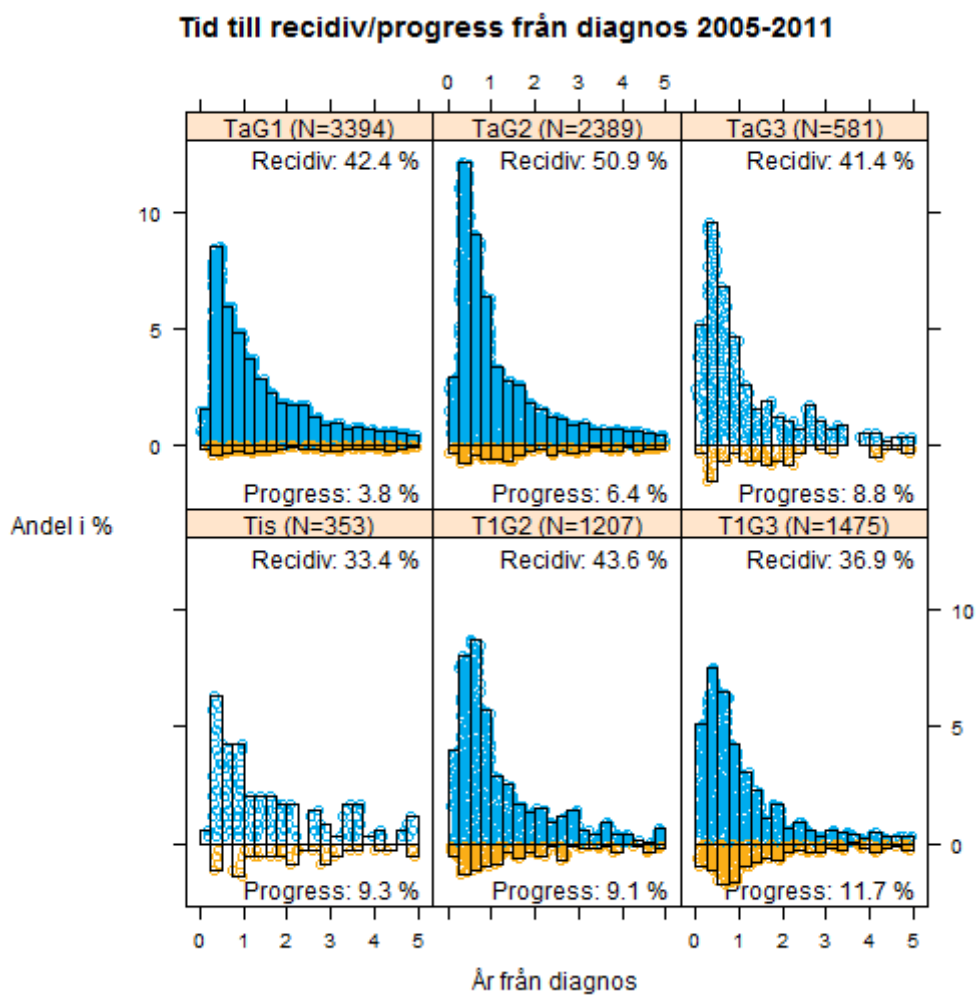 Tid till recidiv/progress från diagnos 2005-2011
0 1 2 3 4 5
TaG1 (N=3394) TaG2 (N=2389) TaG3 (N=581)
Recidiv: 42.4 % Recidiv: 50.9 % Recidiv: 41.4 %
10
5
0
Progress: 3.8 % Progress: 6.4 % Progress: 8.8 %
Andel i %
Tis (N=353) T1G2 (N=1207) T1G3 (N=1475)
Recidiv: 33.4 % Recidiv: 43.6 % Recidiv: 36.9 %
10
5
0
Progress: 9.3 % Progress: 9.1 % Progress: 11.7 %
0 1 2 3 4 5 0 1 2 3 4 5
År från diagnos